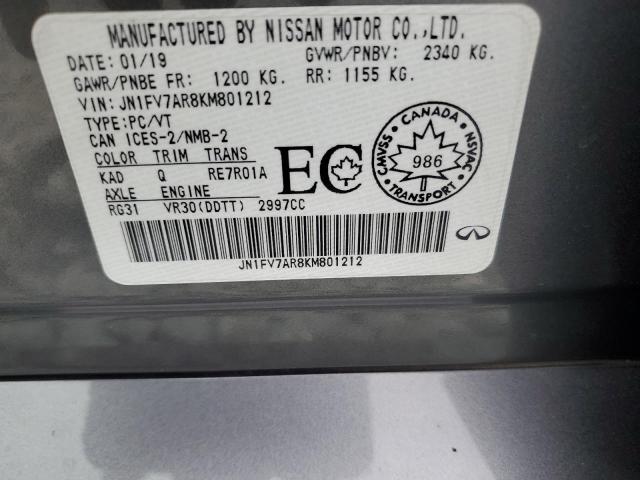 MANUFACTURED BY NISSAN MOTOR CO.,LTD.
DATE: 01/19 GVWR/PNBV: 2340 KG.
GAWR/PNBE FR: 1200 KG. RR: 1155 KG.
VIN: JN1FV7AR8KM801212
TYPE: PC/VT
CAN ICES-2/NMB-2
COLOR TRIM TRANS
KAD Q RE7R01A
AXLE ENGINE
RG31 VR30(DDTT) 2997CC
EC
CANADA
CMVSS 986 NSVAC
TRANSPORT
JN1FV7AR8KM801212